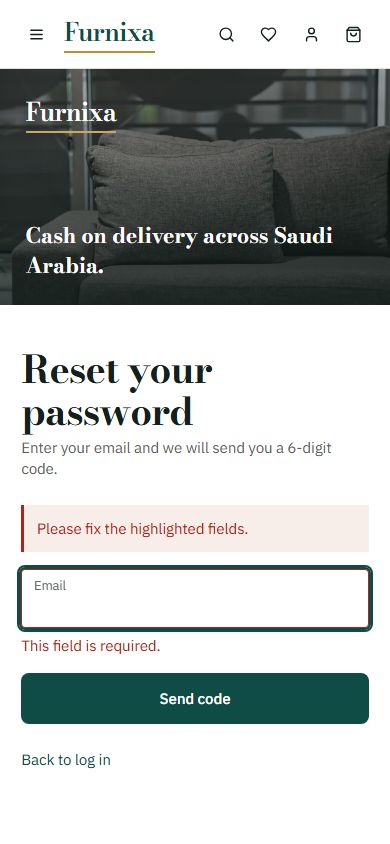 Furnixa
Furnixa
Cash on delivery across Saudi
Arabia.
Reset your
password
Enter your email and we will send you a 6-digit
code.
Please fix the highlighted fields.
Email
This field is required.
Send code
Back to log in